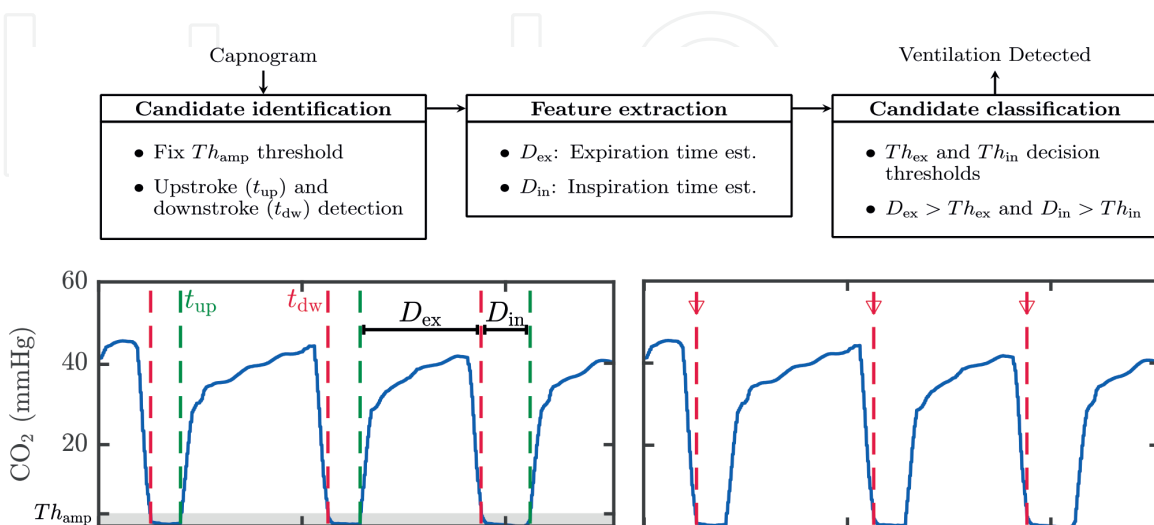 Capnogram
Ventilation Detected
Candidate identification
• Fix Th_amp threshold
• Upstroke (t_up) and
downstroke (t_dw) detection
Feature extraction
• D_ex: Expiration time est.
• D_in: Inspiration time est.
Candidate classification
• Th_ex and Th_in decision
thresholds
• D_ex > Th_ex and D_in > Th_in
60
40
20
Th_amp
CO₂ (mmHg)
t_up
t_dw
D_ex
D_in